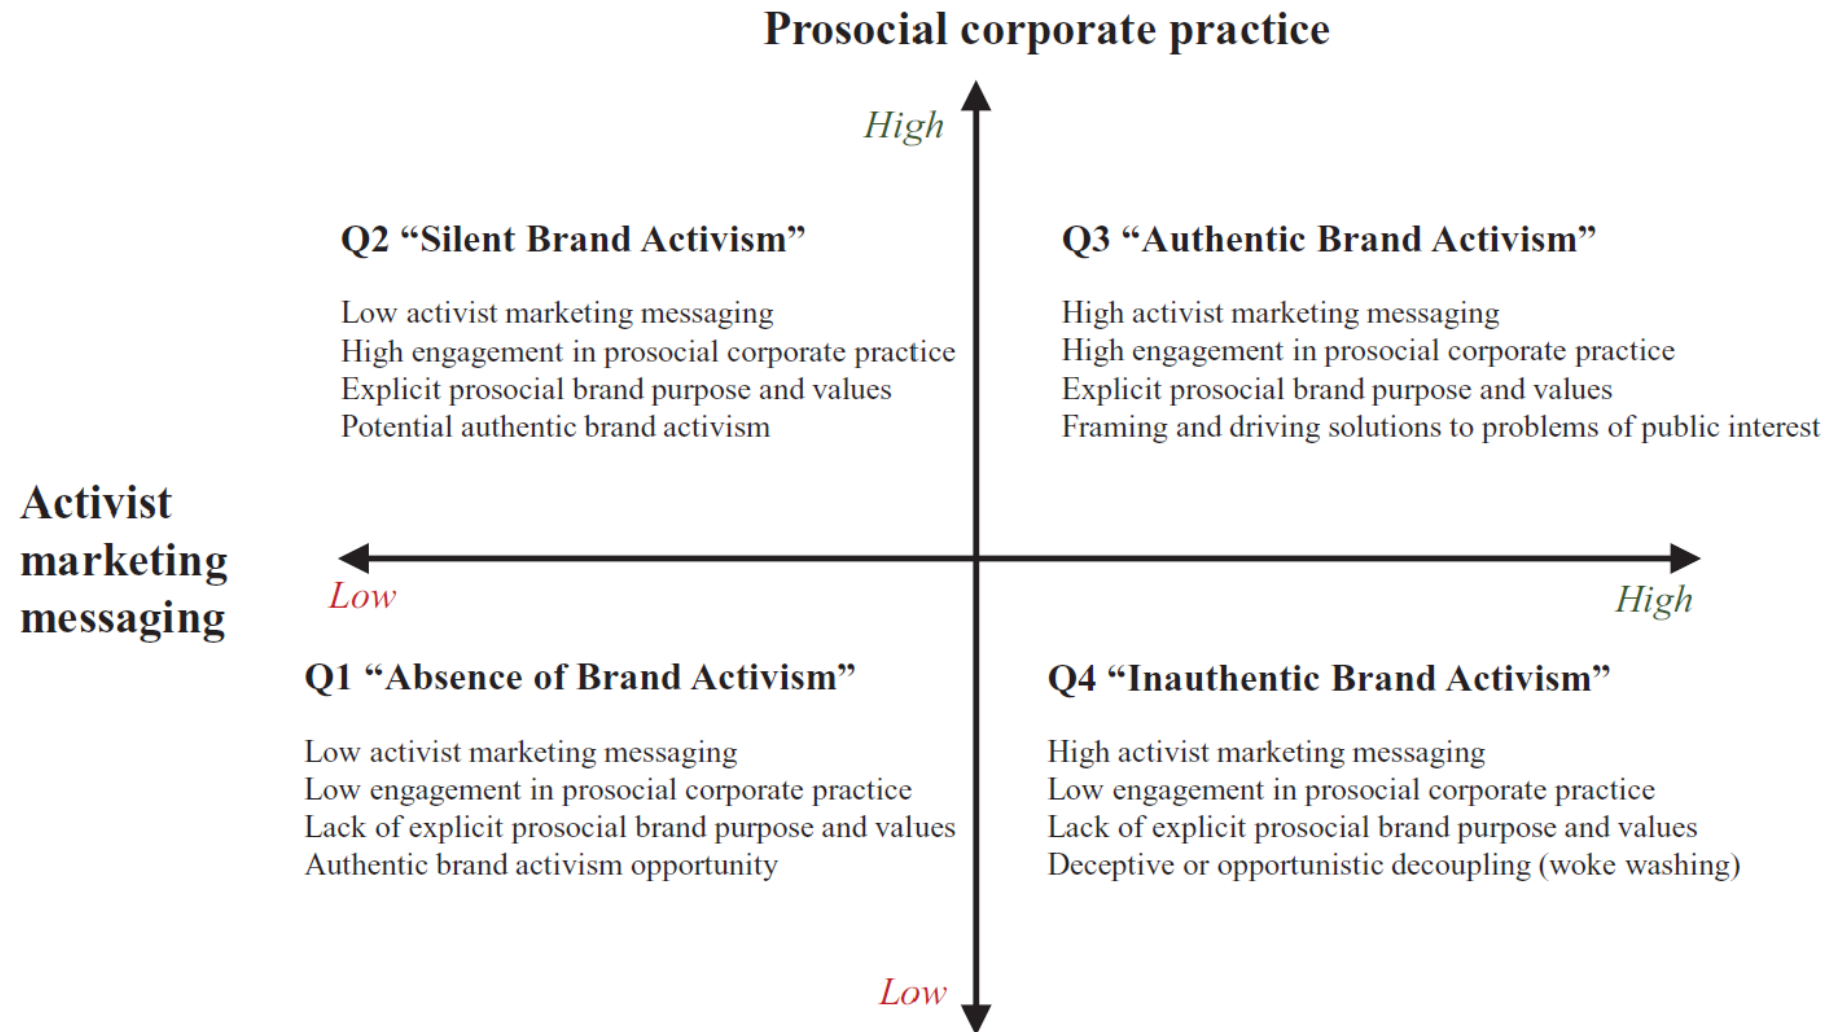 Prosocial corporate practice
High
Q2 “Silent Brand Activism”
Low activist marketing messaging
High engagement in prosocial corporate practice
Explicit prosocial brand purpose and values
Potential authentic brand activism
Q3 “Authentic Brand Activism”
High activist marketing messaging
High engagement in prosocial corporate practice
Explicit prosocial brand purpose and values
Framing and driving solutions to problems of public interest
Activist
marketing
messaging
Low
High
Q1 “Absence of Brand Activism”
Low activist marketing messaging
Low engagement in prosocial corporate practice
Lack of explicit prosocial brand purpose and values
Authentic brand activism opportunity
Q4 “Inauthentic Brand Activism”
High activist marketing messaging
Low engagement in prosocial corporate practice
Lack of explicit prosocial brand purpose and values
Deceptive or opportunistic decoupling (woke washing)
Low